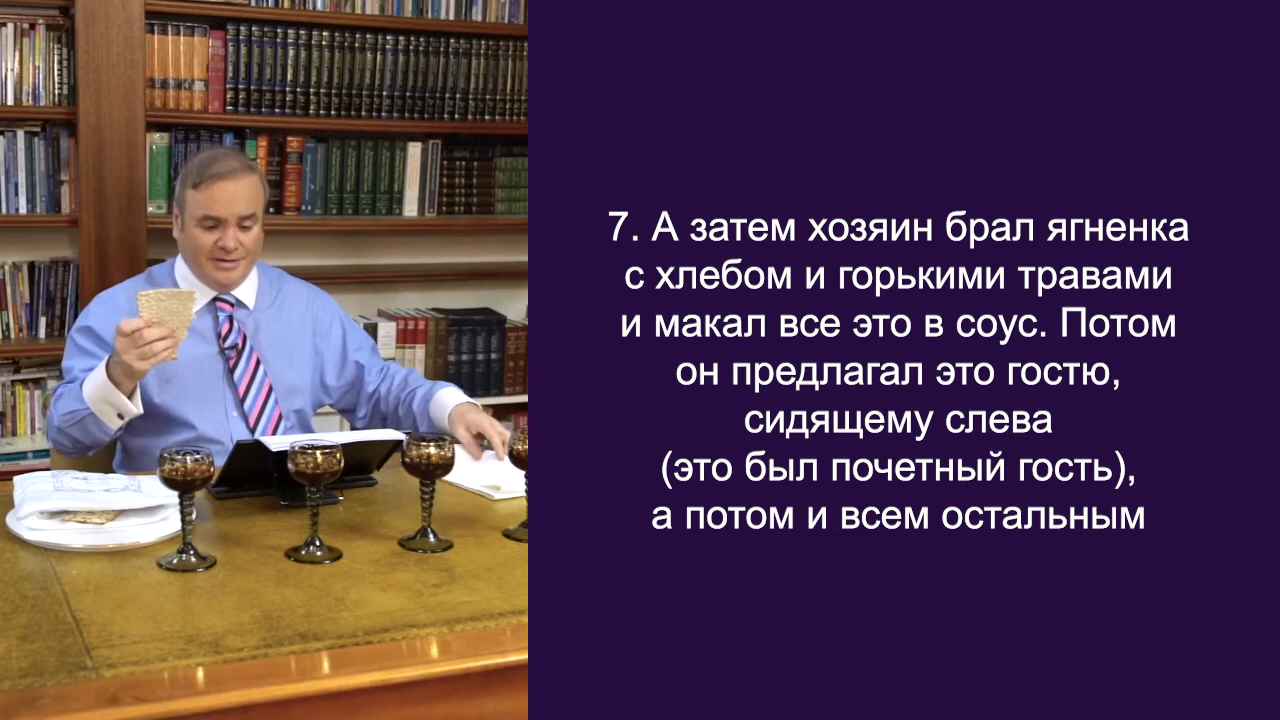 7. А затем хозяин брал ягненка
с хлебом и горькими травами
и макал все это в соус. Потом
он предлагал это гостю,
сидящему слева
(это был почетный гость),
а потом и всем остальным